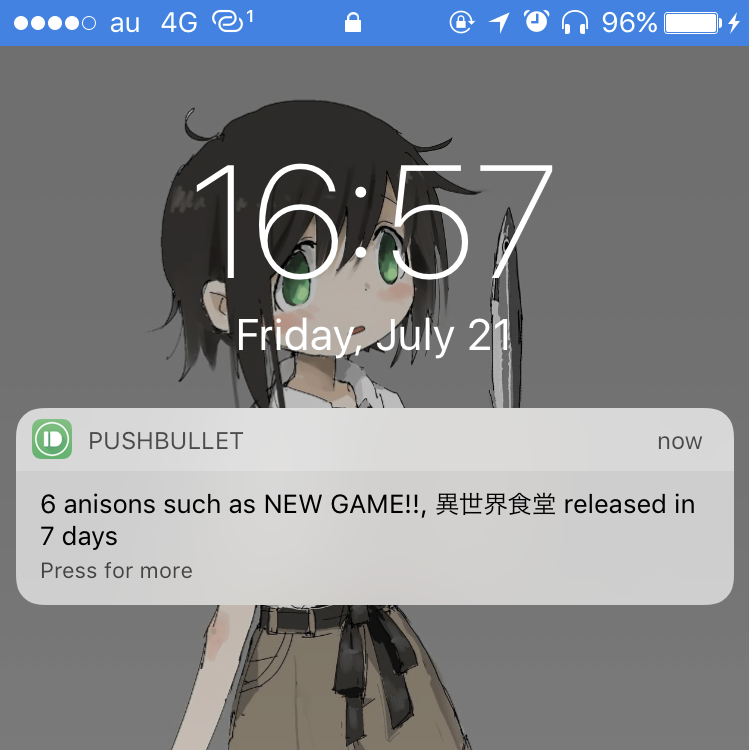 au 4G 1 96%
16:57
Friday, July 21
PUSHBULLET now
6 anisons such as NEW GAME!!, 異世界食堂 released in
7 days
Press for more